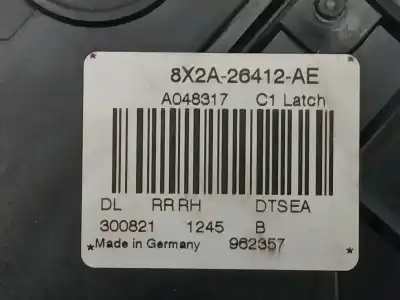 8X2A-26412-AE
A048317 C1 Latch
DL RR RH DTSEA
300821 1245 B
*Made in Germany 962357 *